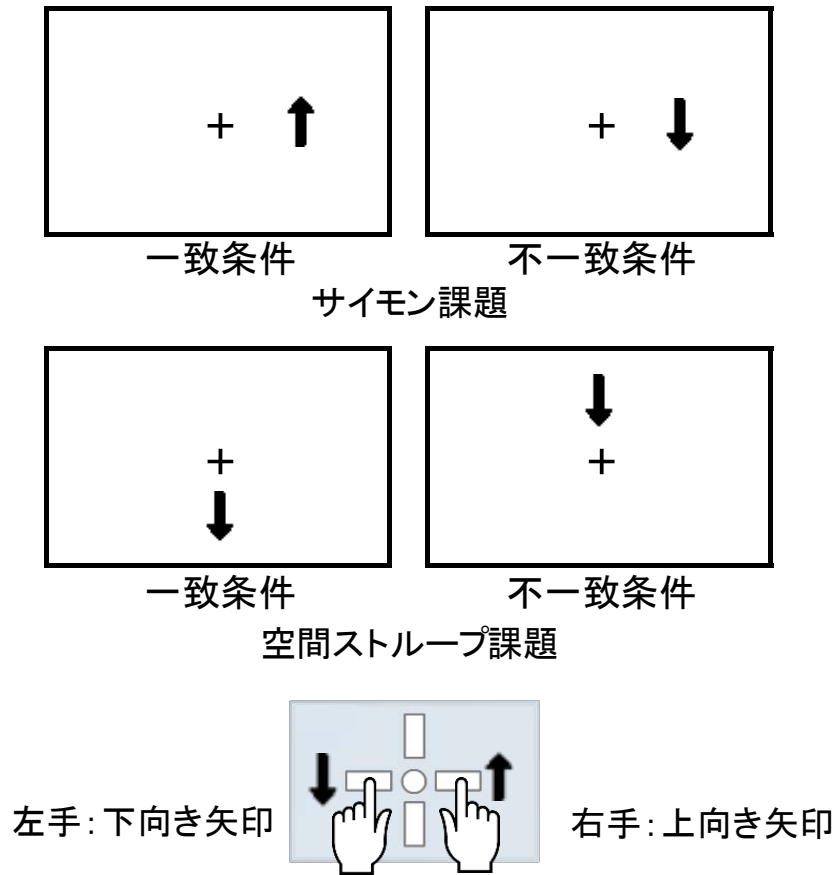 一致条件
不一致条件
サイモン課題
一致条件
不一致条件
空間ストループ課題
左手：下向き矢印
右手：上向き矢印